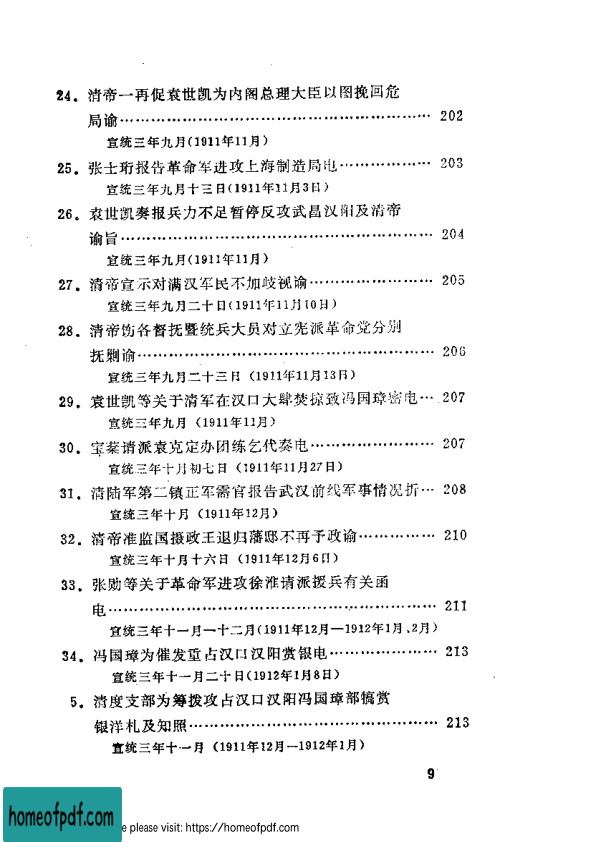 24．清帝一再促袁世凯为内阁总理大臣以图挽回危
局谕…………………………………………… 202
宣统三年九月(1911年11月)
25．张士珩报告革命军进攻上海制造局电……………… 203
宣统三年九月十三日(1911年11月3日)
26．袁世凯奏报兵力不足暂停反攻武昌汉阳及清帝
谕旨…………………………………………… 204
宣统三年九月(1911年11月)
27．清帝宣示对满汉军民不加歧视谕…………………… 205
宣统三年九月二十日(1911年11月10日)
28．清帝饬各督抚暨统兵大员对立宪派革命党分别
抚剿谕………………………………………… 206
宣统三年九月二十三日（1911年11月13日）
29．袁世凯等关于清军在汉口大肆焚掠致冯国璋密电… 207
宣统三年九月（1911年11月）
30．宝棻请派袁克定办团练乞代奏电…………………… 207
宣统三年十月初七日（1911年11月27日）
31．清陆军第二镇正军需官报告武汉前线军事情况折… 208
宣统三年十月（1911年12月）
32．清帝准监国摄政王退归藩邸不再予政谕…………… 210
宣统三年十月十六日（1911年12月6日）
33．张勋等关于革命军进攻徐淮请派援兵有关函
电……………………………………………… 211
宣统三年十一月—十二月(1911年12月—1912年1月、2月)
34．冯国璋为催发重占汉口汉阳赏银电………………… 213
宣统三年十一月二十日(1912年1月8日)
5．清度支部为筹拨攻占汉口汉阳冯国璋部犒赏
银洋札及知照………………………………… 213
宣统三年十一月（1911年12月—1912年1月）
9
homeofpdf.com
e please visit: https://homeofpdf.com